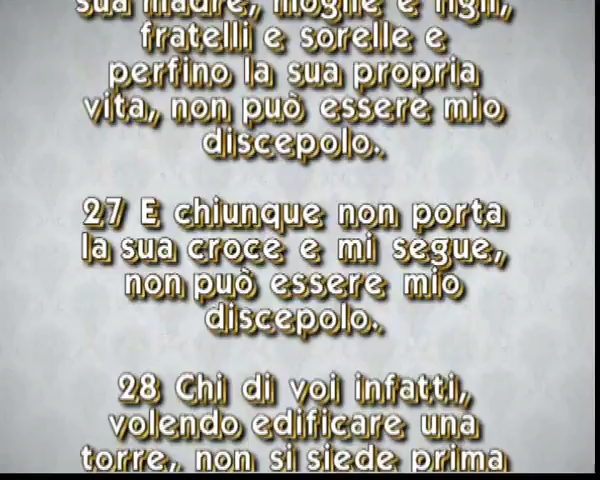 sua madre, moglie e figli,
fratelli e sorelle e
perfino la sua propria
vita, non può essere mio
discepolo.
27 E chiunque non porta
la sua croce e mi segue,
non può essere mio
discepolo.
28 Chi di voi infatti,
volendo edificare una
torre, non si siede prima